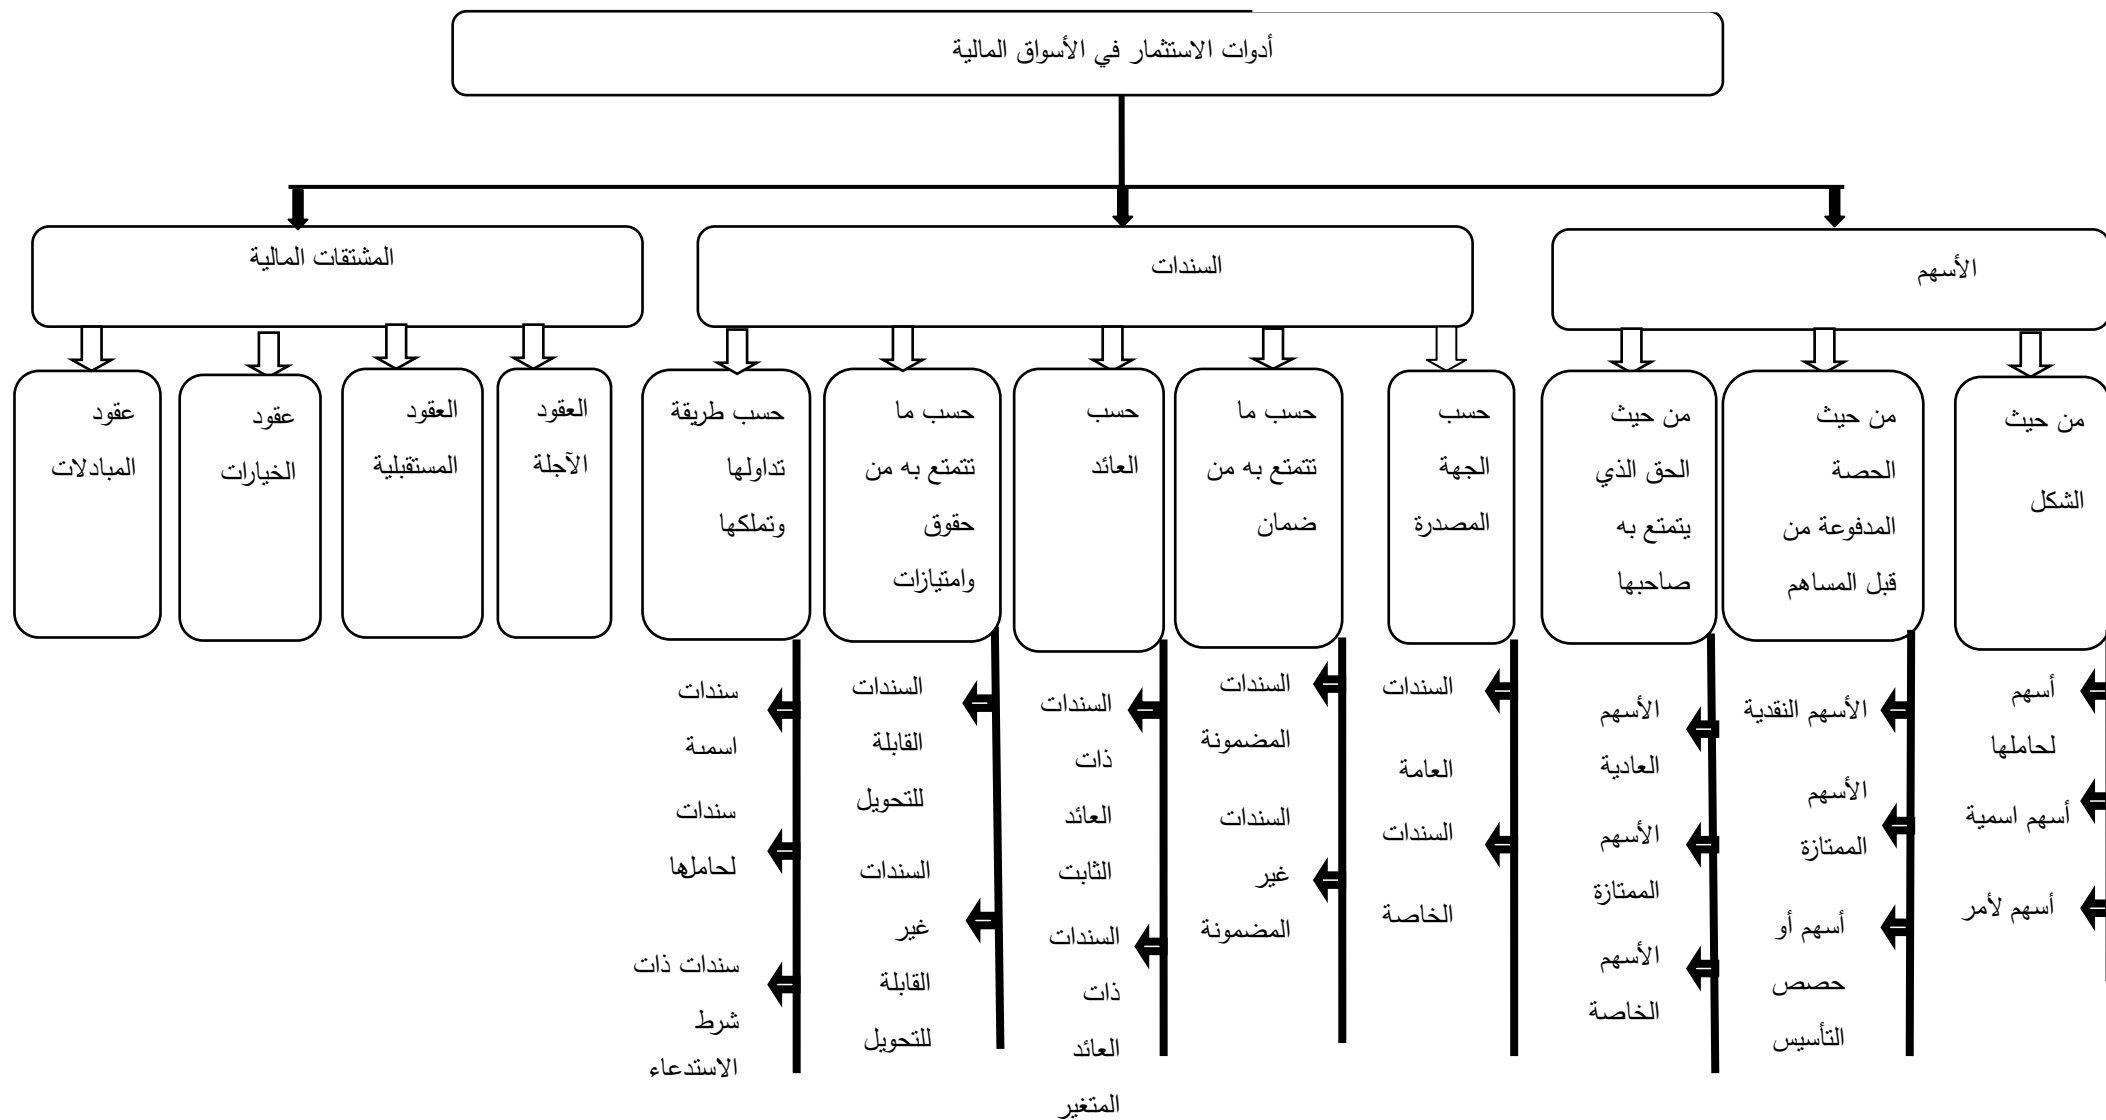 أدوات الاستثمار في الأسواق المالية
الأسهم
السندات
المشتقات المالية
من حيث
الشكل
من حيث
الحصة
المدفوعة من
قبل المساهم
من حيث
الحق الذي
يتمتع به
صاحبها
حسب
الجهة
المصدرة
حسب ما
تتمتع به من
ضمان
حسب
العائد
حسب ما
تتمتع به من
حقوق
وامتيازات
حسب طريقة
تداولها
وتملكها
العقود
الآجلة
العقود
المستقبلية
عقود
الخيارات
عقود
المبادلات
أسهم
لحاملها
أسهم اسمية
أسهم لأمر
الأسهم النقدية
الأسهم
الممتازة
أسهم أو
حصص
التأسيس
الأسهم
العادية
الأسهم
الممتازة
الأسهم
الخاصة
السندات
العامة
السندات
الخاصة
السندات
المضمونة
السندات
غير
المضمونة
السندات
ذات
العائد
الثابت
السندات
ذات
العائد
المتغير
السندات
القابلة
للتحويل
السندات
غير
القابلة
للتحويل
سندات
اسمية
سندات
لحاملها
سندات ذات
شرط
الاستدعاء